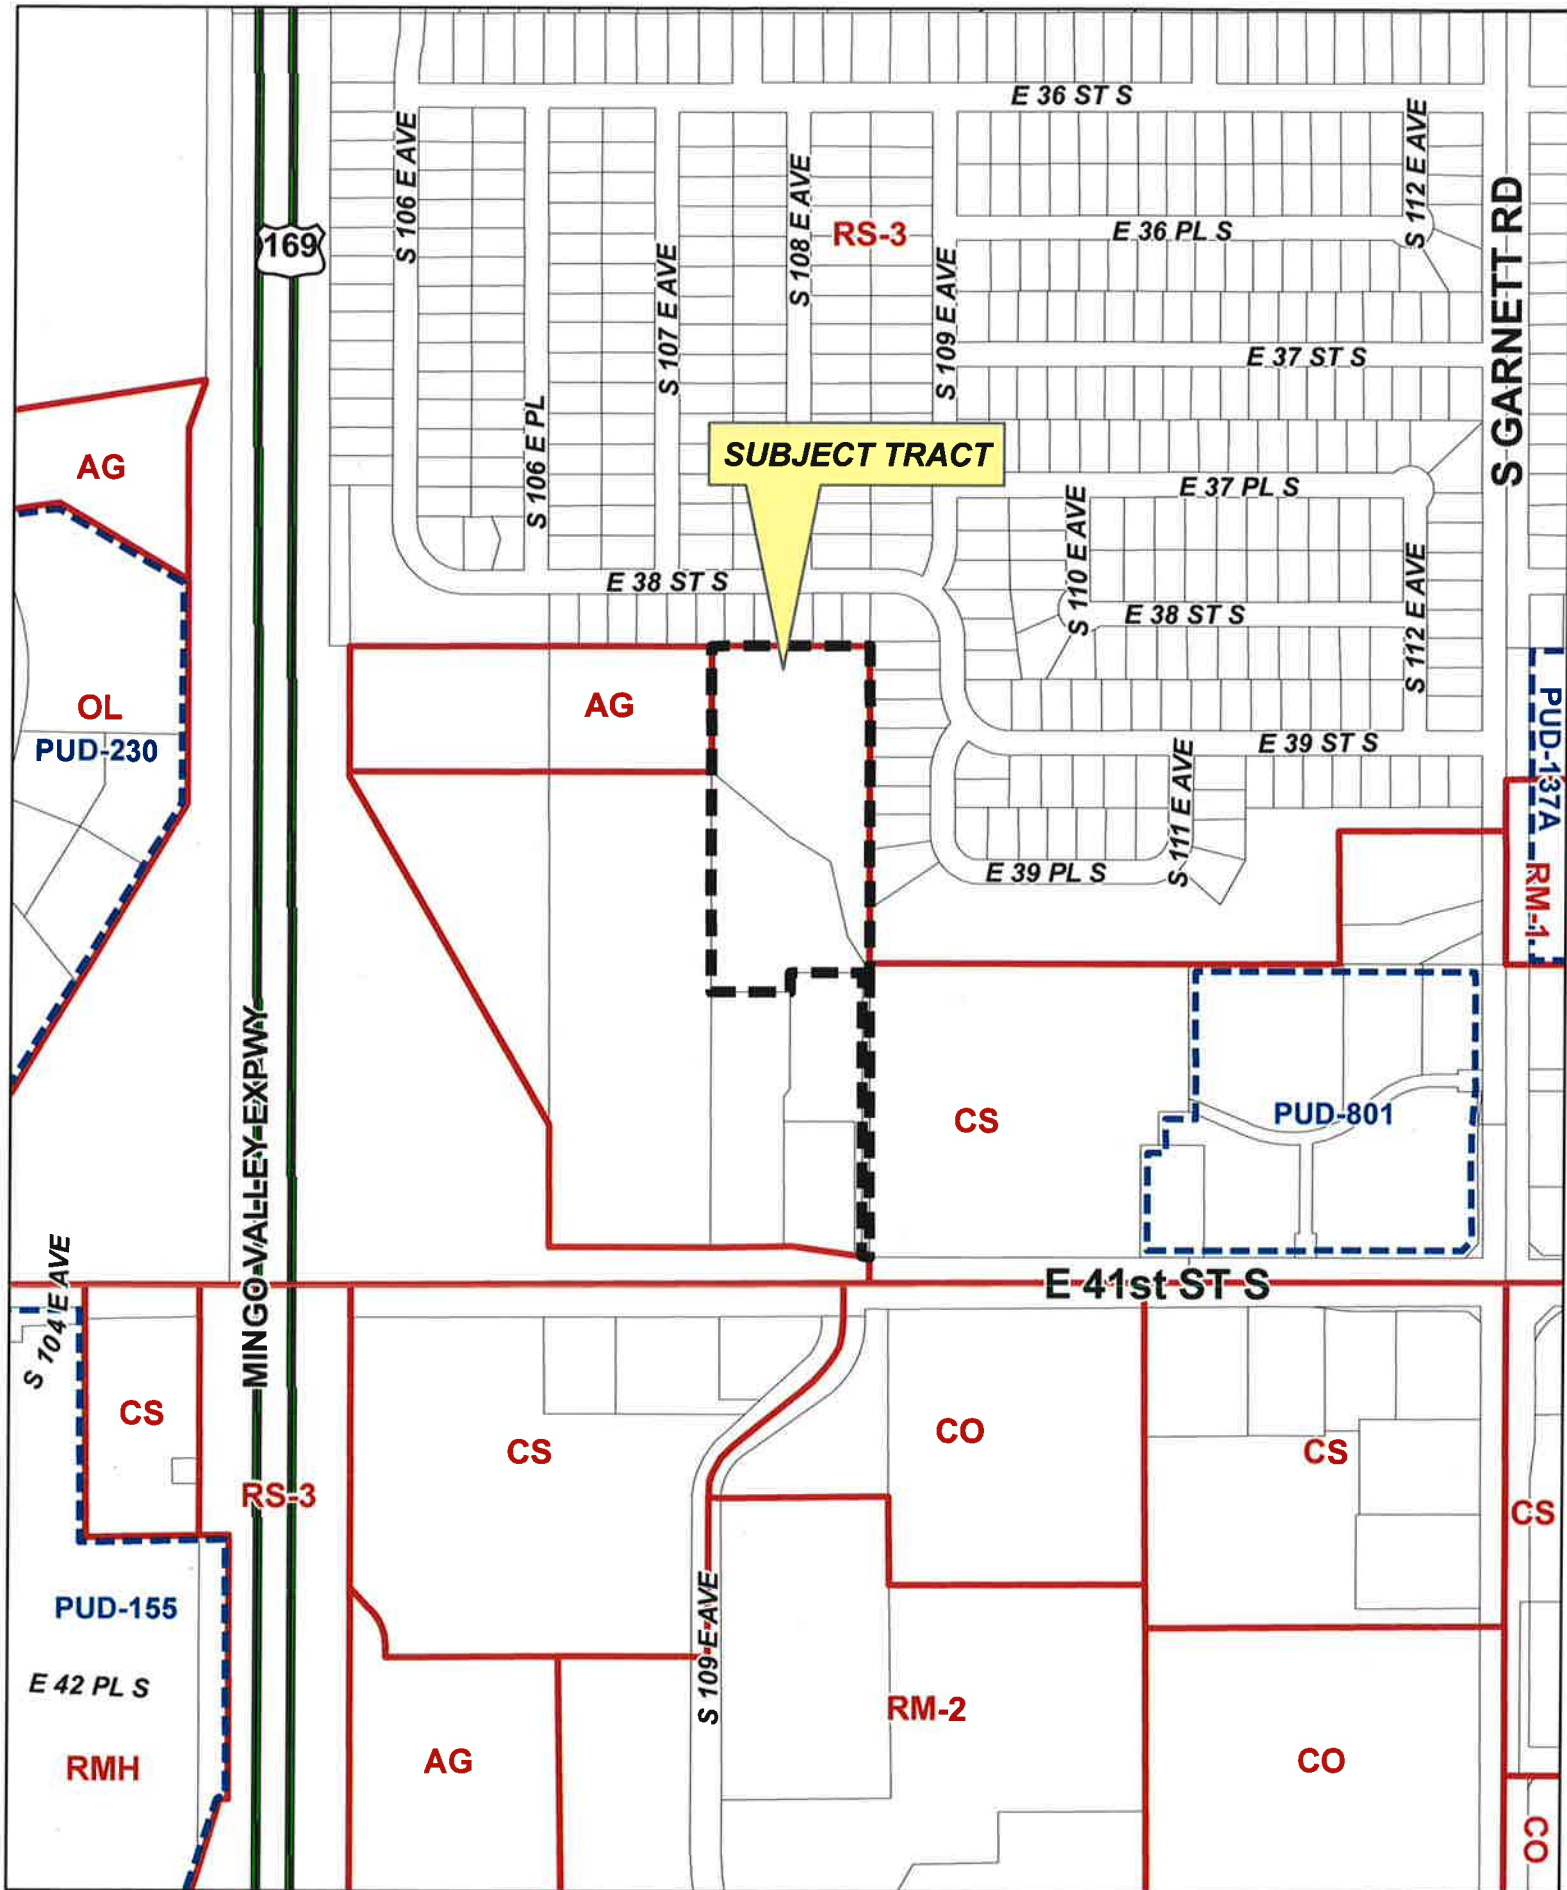 E 36 ST S
S 106 E AVE
S 112 E AVE
S 108 E AVE
RS-3
E 36 PL S
169
S GARNETT RD
S 107 E AVE
S 109 E AVE
E 37 ST S
S 106 E PL
SUBJECT TRACT
AG
E 37 PL S
S 110 E AVE
E 38 ST S
E 38 ST S
S 112 E AVE
AG
OL
PUD-230
PUD-137A
E 39 ST S
S 111 E AVE
E 39 PL S
RM-1
CS
PUD-801
MINGO VALLEY EXPWY
S 104 E AVE
E 41st ST S
CS
CS
CO
CS
RS-3
CS
PUD-155
S 109 E AVE
E 42 PL S
RM-2
RMH
AG
CO
CO